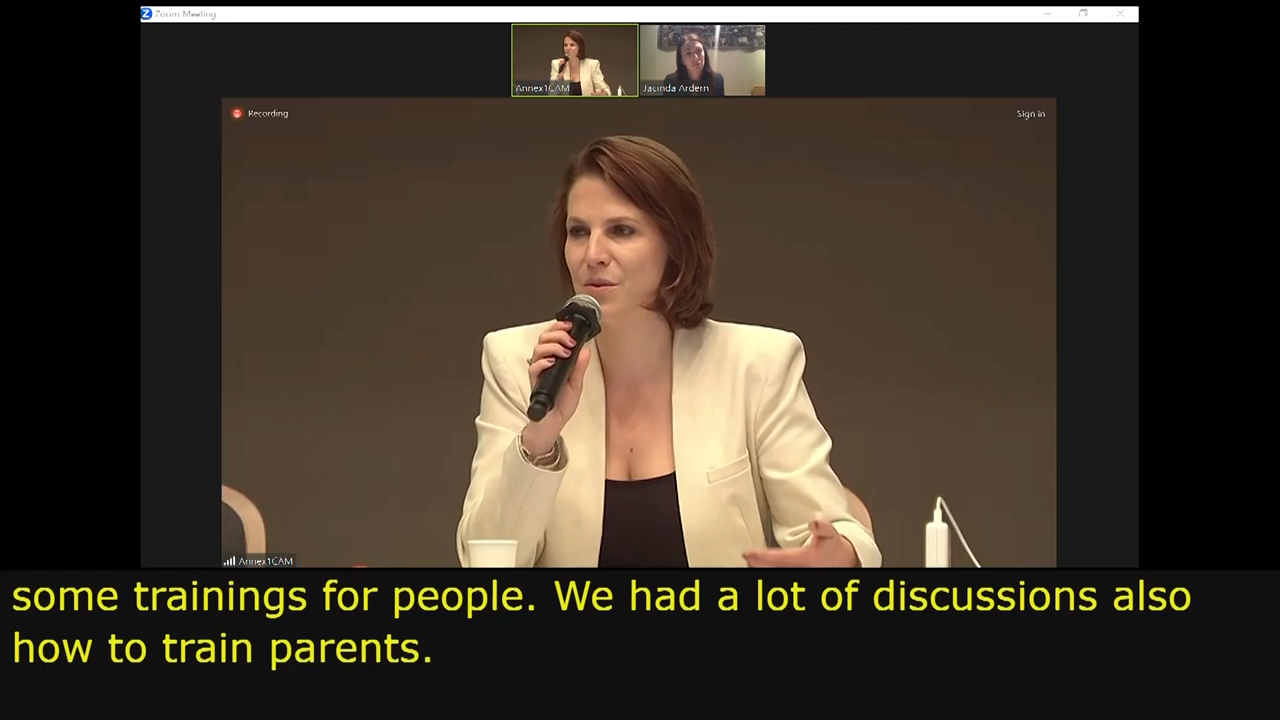 Zoom Meeting
Annex1CAM
Jacinda Ardern
Recording
Sign in
Annex1CAM
some trainings for people. We had a lot of discussions also
how to train parents.